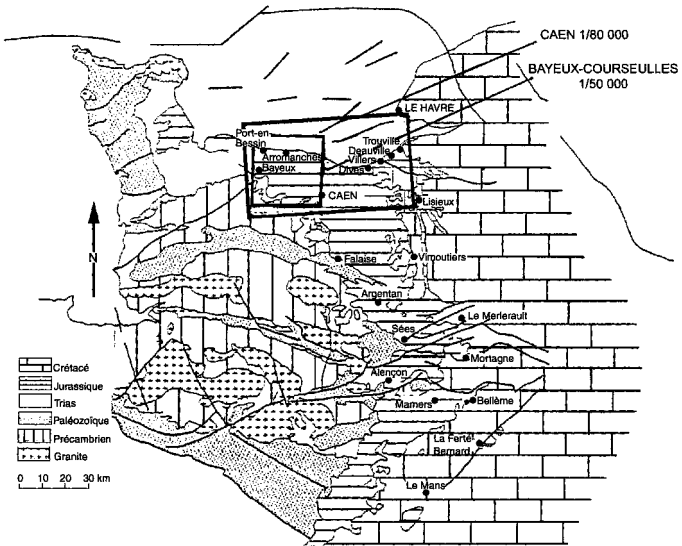 CAEN 1/80 000
BAYEUX-COURSEULLES
1/50 000
LE HAVRE
Port-en-
Bessin
Trouville
Deauville
Arromanches
Villers
Bayeux
Dives
CAEN
Lisieux
N
Falaise
Vimoutiers
Argentan
Le Merlerault
Sées
Mortagne
Alençon
Mamers
Bellême
La Ferté
Bernard
Le Mans
Crétacé
Jurassique
Trias
Paléozoïque
Précambrien
Granite
0 10 20 30 km